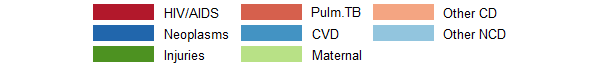 HIV/AIDS Pulm.TB Other CD
Neoplasms CVD Other NCD
Injuries Maternal